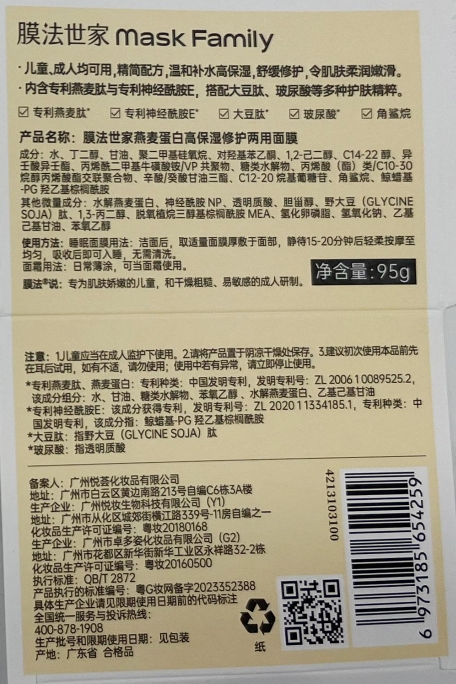 膜法世家 mask Family
·儿童、成人均可用,精简配方,温和补水高保湿,舒缓修护,令肌肤柔润嫩滑。
·内含专利燕麦肽与专利神经酰胺E,搭配大豆肽、玻尿酸等多种护肤精粹。
☑ 专利燕麦肽* ☑ 专利神经酰胺E* ☑ 大豆肽* ☑ 玻尿酸* ☑ 角鲨烷
产品名称:膜法世家燕麦蛋白高保湿修护两用面膜
成分:水、丁二醇、甘油、聚二甲基硅氧烷、对羟基苯乙酮、1,2-己二醇、C14-22 醇、异
壬酸异壬酯、丙烯酰二甲基牛磺酸铵/VP 共聚物、糖类水解物、丙烯酸(酯)类/C10-30
烷醇丙烯酸酯交联聚合物、辛酸/癸酸甘油三酯、C12-20 烷基葡糖苷、角鲨烷、鲸蜡基
-PG 羟乙基棕榈酰胺
其他微量成分:水解燕麦蛋白、神经酰胺 NP、透明质酸、胆甾醇、野大豆(GLYCINE
SOJA)肽、1,3-丙二醇、脱氧植烷三醇基棕榈酰胺 MEA、氢化卵磷脂、氢氧化钠、乙基
己基甘油、苯氧乙醇
使用方法:睡眠面膜用法:洁面后,取适量面膜厚敷于面部,静待15-20分钟后轻柔按摩至
均匀,吸收后即可入睡,无需清洗。
面霜用法:日常薄涂,可当面霜使用。
膜法®说:专为肌肤娇嫩的儿童,和干燥粗糙、易敏感的成人研制。
净含量:95g
注意:1.儿童应当在成人监护下使用。2.请将产品置于阴凉干燥处保存。3.建议初次使用本品前先
在耳后试用,如有不适,请勿使用;使用中若有异常,请立即停止使用。
*专利燕麦肽、燕麦蛋白:专利种类:中国发明专利,发明专利号:ZL 2006 1 0089525.2,
该成分组分:水、甘油、糖类水解物、苯氧乙醇、水解燕麦蛋白、乙基己基甘油
*专利神经酰胺E:该成分获得专利,发明专利号:ZL 2020 1 1334185.1,专利种类:中
国发明专利,该成分指:鲸蜡基-PG 羟乙基棕榈酰胺
*大豆肽:指野大豆(GLYCINE SOJA)肽
*玻尿酸:指透明质酸
备案人:广州悦荟化妆品有限公司
地址:广州市白云区黄边南路213号自编C6栋3A楼
生产企业:广州悦妆生物科技有限公司(Y1)
地址:广州市从化区城郊街横江路339号-11房自编之一
化妆品生产许可证编号:粤妆20180168
生产企业:广州市卓多姿化妆品有限公司(G2)
地址:广州市花都区新华街新华工业区永祥路32-2栋
化妆品生产许可证编号:粤妆20160500
执行标准:QB/T 2872
产品执行的标准编号:粤G妆网备字2023352388
具体生产企业请见限期使用日期前的代码标注
全国统一服务与投诉热线:
400-878-1908
生产批号和限期使用日期:见包装
产地:广东省 合格品
纸
4213103100
6 973185 654259